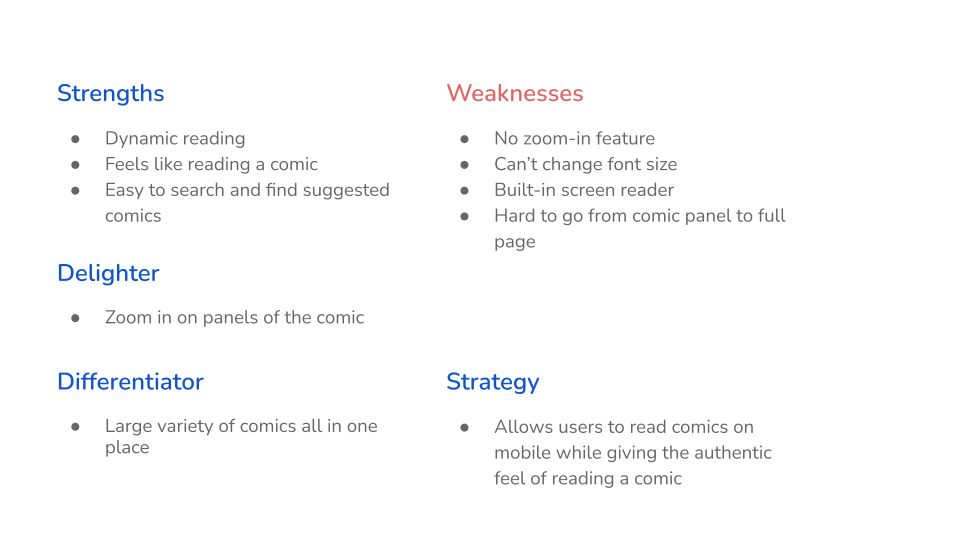 Strengths
● Dynamic reading
● Feels like reading a comic
● Easy to search and find suggested
comics
Delighter
● Zoom in on panels of the comic
Differentiator
● Large variety of comics all in one
place
Weaknesses
● No zoom-in feature
● Can’t change font size
● Built-in screen reader
● Hard to go from comic panel to full
page
Strategy
● Allows users to read comics on
mobile while giving the authentic
feel of reading a comic